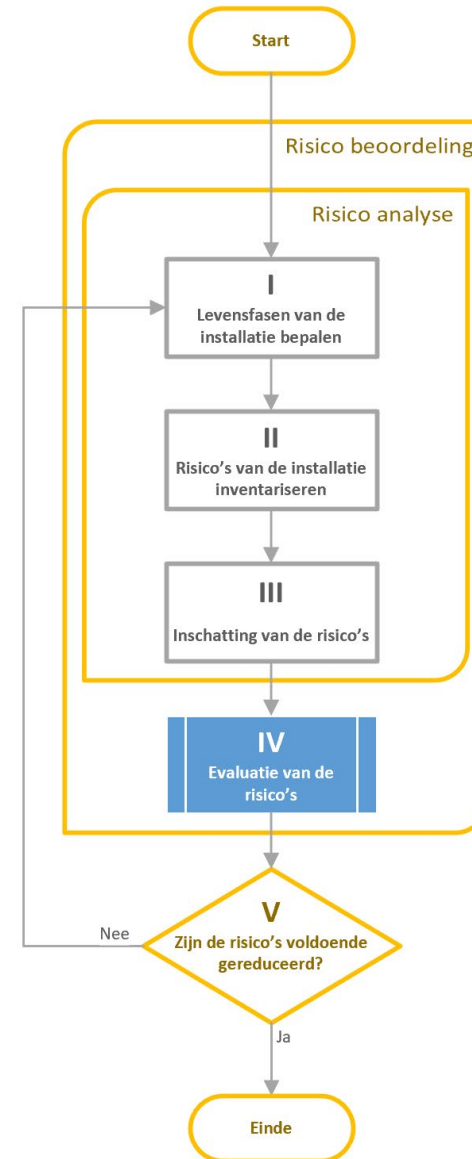 Start
Risico beoordeling
Risico analyse
I
Levensfasen van de
installatie bepalen
II
Risico’s van de installatie
inventariseren
III
Inschatting van de risico’s
IV
Evaluatie van de
risico’s
V
Zijn de risico’s voldoende
gereduceerd?
Nee
Ja
Einde